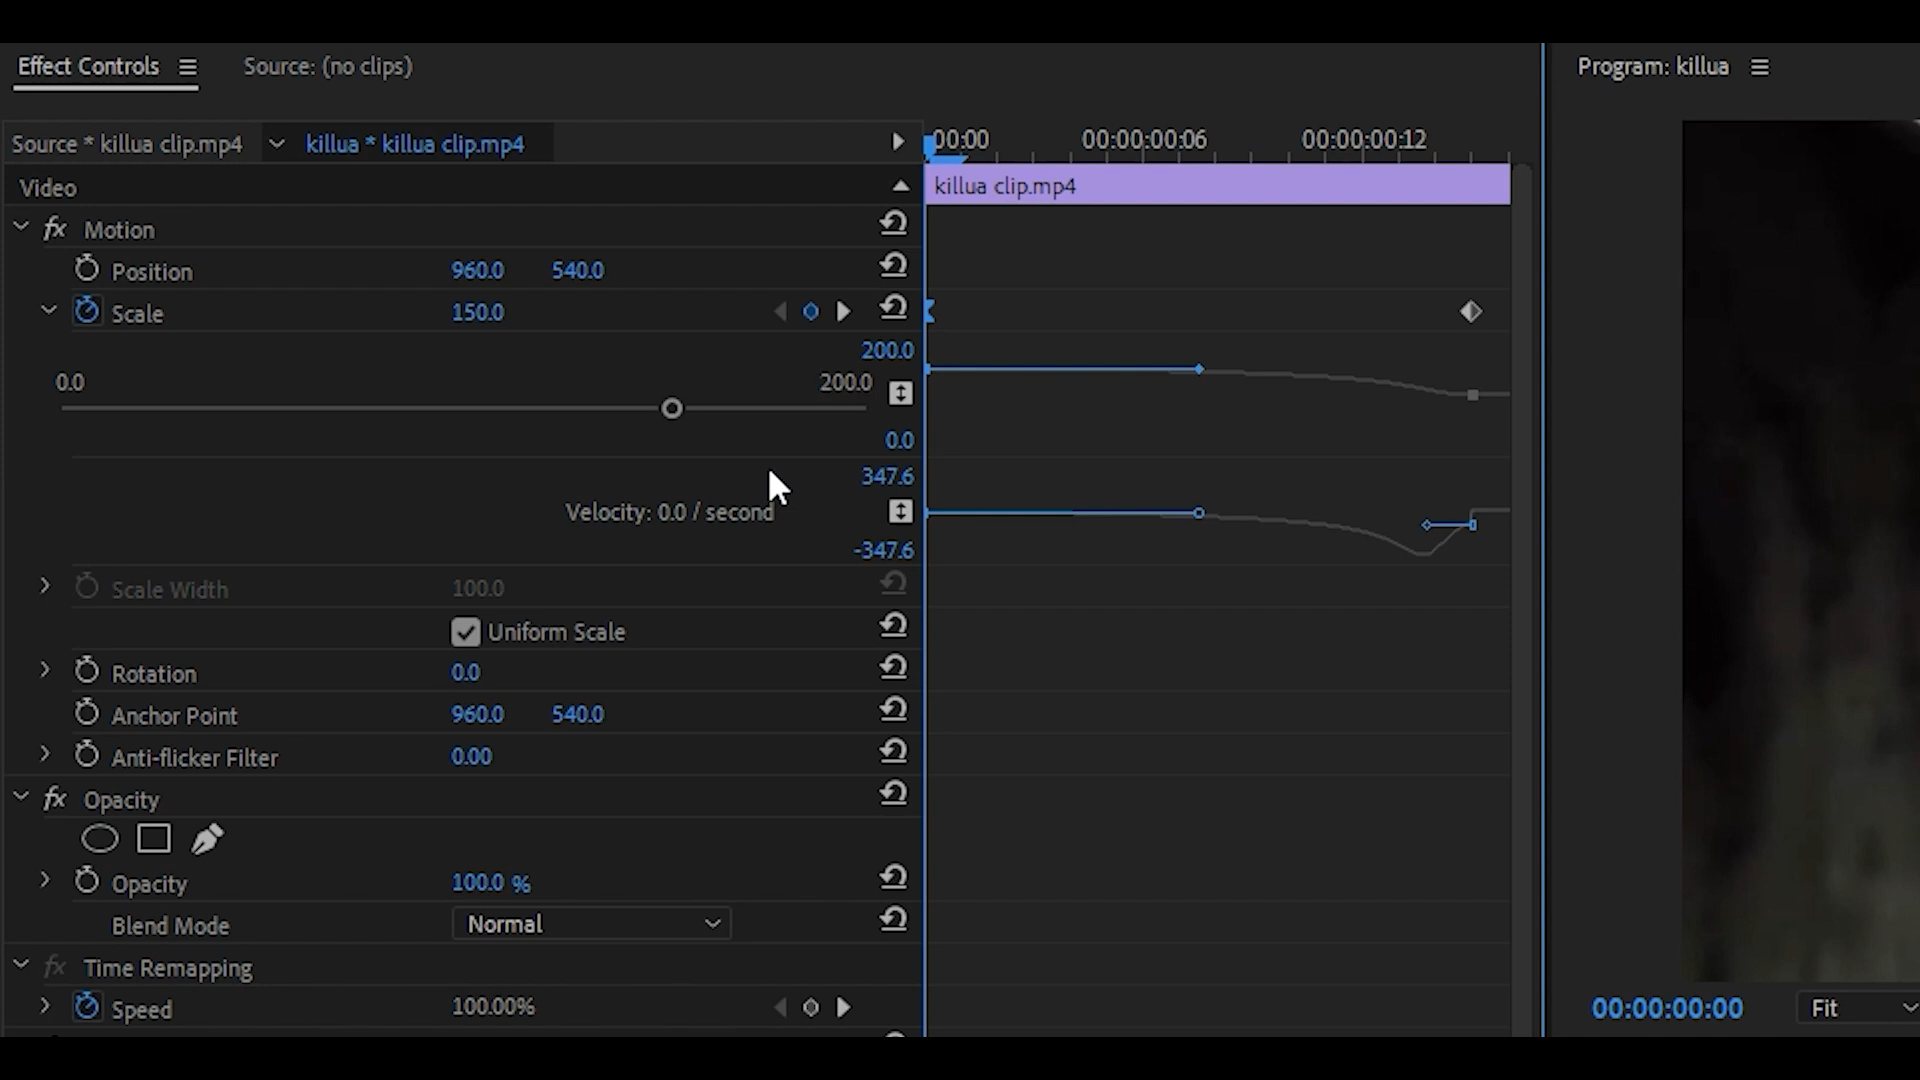 Effect Controls
Source: (no clips)
Program: killua
Source * killua clip.mp4
killua * killua clip.mp4
00:00
00:00:00:06
00:00:00:12
Video
killua clip.mp4
fx Motion
Position 960.0 540.0
Scale 150.0
200.0
0.0 200.0
0.0
347.6
Velocity: 0.0 / second
-347.6
Scale Width 100.0
Uniform Scale
Rotation 0.0
Anchor Point 960.0 540.0
Anti-flicker Filter 0.00
fx Opacity
Opacity 100.0 %
Blend Mode Normal
fx Time Remapping
Speed 100.00%
00:00:00:00
Fit